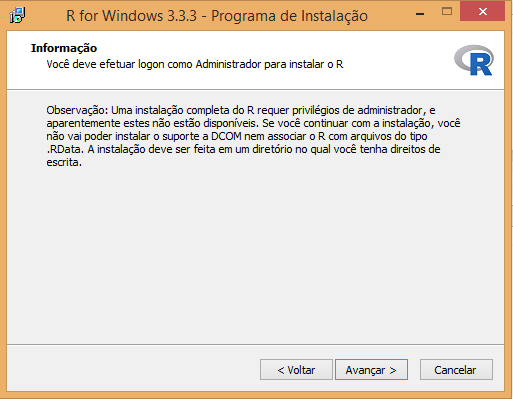 R for Windows 3.3.3 - Programa de Instalação
Informação
Você deve efetuar logon como Administrador para instalar o R
R
Observação: Uma instalação completa do R requer privilégios de administrador, e
aparentemente estes não estão disponíveis. Se você continuar com a instalação, você
não vai poder instalar o suporte a DCOM nem associar o R com arquivos do tipo
.RData. A instalação deve ser feita em um diretório no qual você tenha direitos de
escrita.
< Voltar
Avançar >
Cancelar